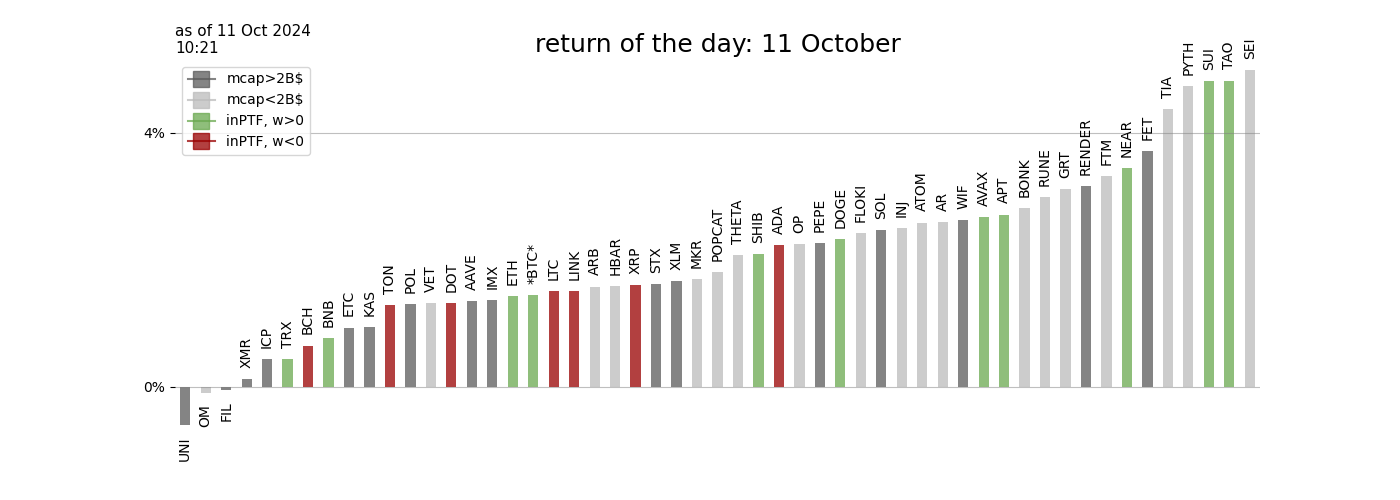 as of 11 Oct 2024
10:21
return of the day: 11 October
mcap>2B$
mcap<2B$
inPTF, w>0
inPTF, w<0
4%
0%
UNI
OM
FIL
XMR
ICP
TRX
BCH
BNB
ETC
KAS
TON
POL
VET
DOT
AAVE
IMX
ETH
*BTC*
LTC
LINK
ARB
HBAR
XRP
STX
XLM
MKR
POPCAT
THETA
SHIB
ADA
OP
PEPE
DOGE
FLOKI
SOL
INJ
ATOM
AR
WIF
AVAX
APT
BONK
RUNE
GRT
RENDER
FTM
NEAR
FET
TIA
PYTH
SUI
TAO
SEI